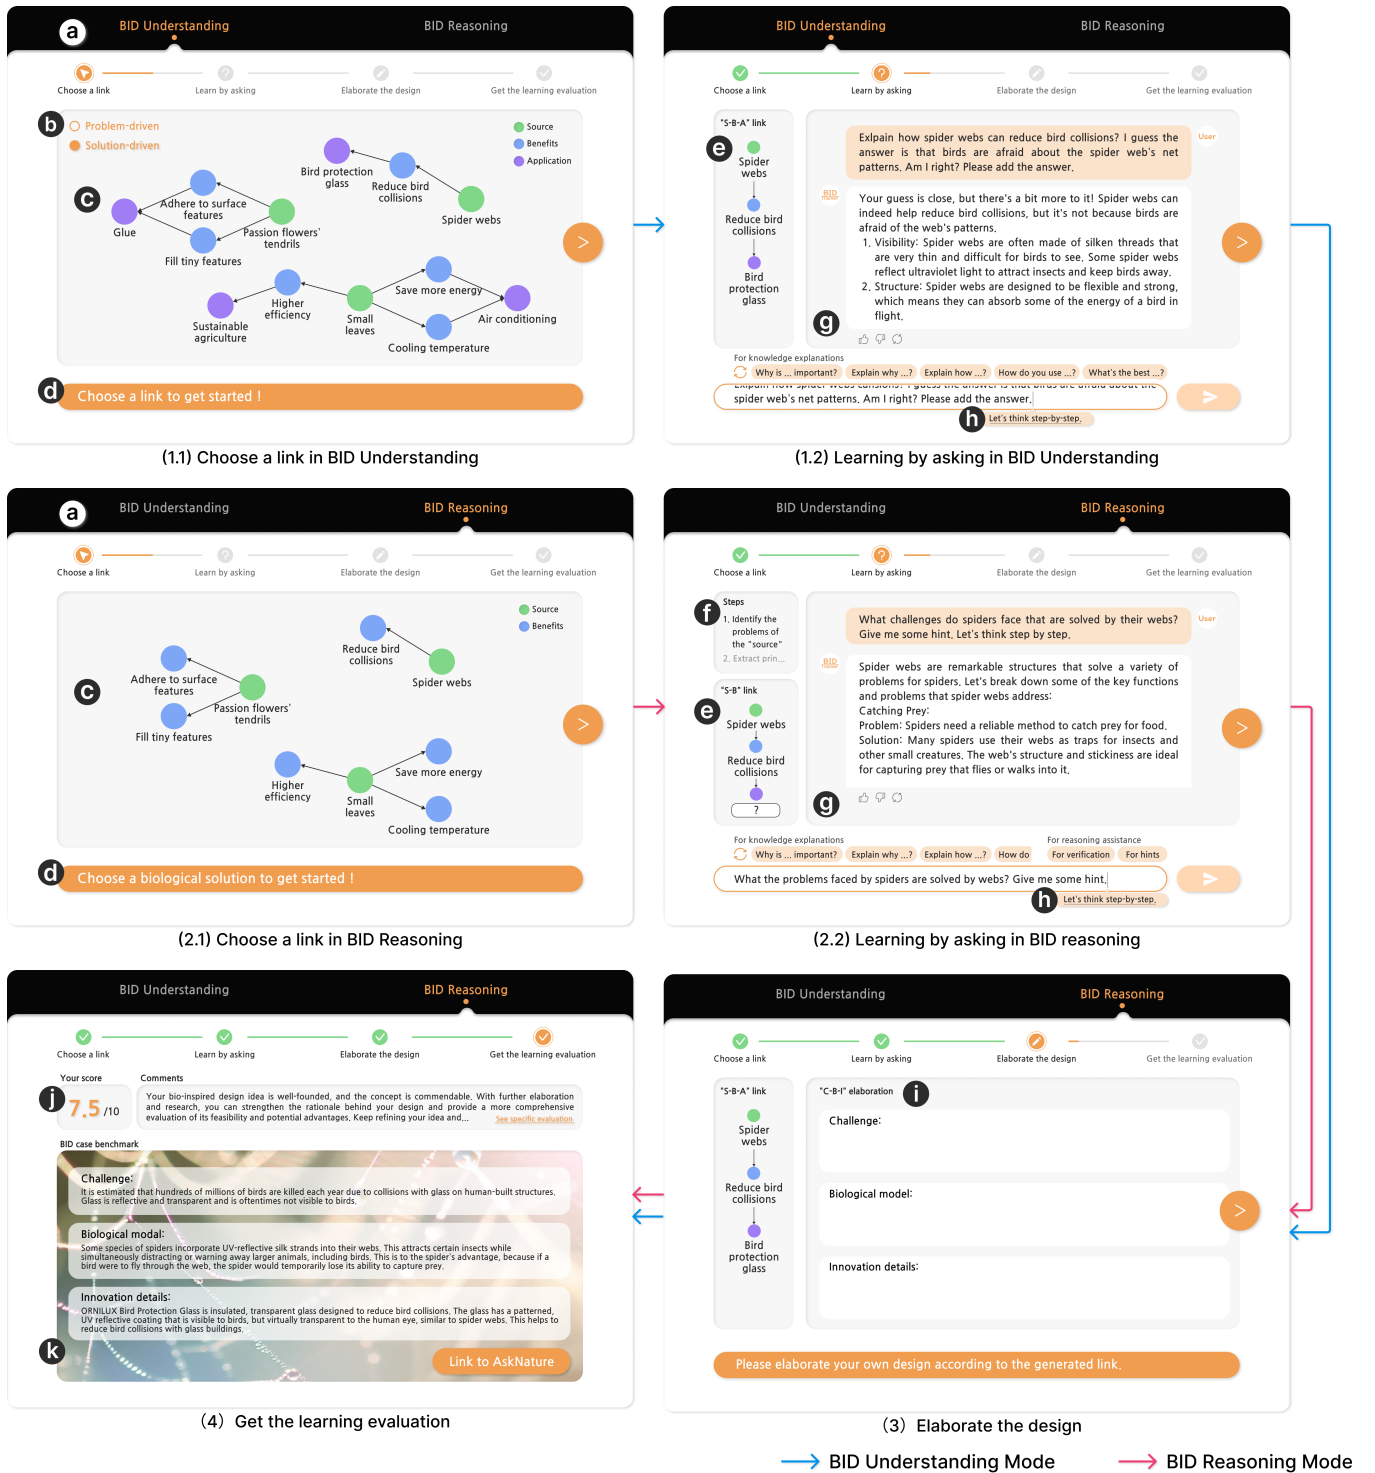 a
BID Understanding
BID Reasoning
Choose a link
Learn by asking
Elaborate the design
Get the learning evaluation
b
Problem-driven
Solution-driven
Source
Benefits
Application
c
Bird protection
glass
Reduce bird
collisions
Spider webs
Adhere to surface
features
Glue
Passion flowers'
tendrils
Fill tiny features
Higher
efficiency
Save more energy
Sustainable
agriculture
Small
leaves
Air conditioning
Cooling temperature
>
d
Choose a link to get started !
(1.1) Choose a link in BID Understanding
BID Understanding
BID Reasoning
Choose a link
Learn by asking
Elaborate the design
Get the learning evaluation
"S-B-A" link
e
Spider
webs
Reduce bird
collisions
Bird
protection
glass
User
Exlpain how spider webs can reduce bird collisions? I guess the
answer is that birds are afraid about the spider web's net
patterns. Am I right? Please add the answer.
BID
Your guess is close, but there's a bit more to it! Spider webs can
indeed help reduce bird collisions, but it's not because birds are
afraid of the web's patterns.
1. Visibility: Spider webs are often made of silken threads that
are very thin and difficult for birds to see. Some spider webs
reflect ultraviolet light to attract insects and keep birds away.
2. Structure: Spider webs are designed to be flexible and strong,
which means they can absorb some of the energy of a bird in
flight.
g
>
For knowledge explanations
Why is ... important?
Explain why ...?
Explain how ...?
How do you use ...?
What's the best ...?
spider web's net patterns. Am I right? Please add the answer.
h
Let's think step-by-step.
(1.2) Learning by asking in BID Understanding
a
BID Understanding
BID Reasoning
Choose a link
Learn by asking
Elaborate the design
Get the learning evaluation
Source
Benefits
c
Reduce bird
collisions
Spider webs
Adhere to surface
features
Passion flowers'
tendrils
Fill tiny features
Higher
efficiency
Save more energy
Small
leaves
Cooling temperature
>
d
Choose a biological solution to get started !
(2.1) Choose a link in BID Reasoning
BID Understanding
BID Reasoning
Choose a link
Learn by asking
Elaborate the design
Get the learning evaluation
f
Steps
1. Identify the
problems of
the "source"
2. Extract prin...
"S-B" link
e
Spider webs
Reduce bird
collisions
?
User
What challenges do spiders face that are solved by their webs?
Give me some hint. Let's think step by step.
BID
Spider webs are remarkable structures that solve a variety of
problems for spiders. Let's break down some of the key functions
and problems that spider webs address:
Catching Prey:
Problem: Spiders need a reliable method to catch prey for food.
Solution: Many spiders use their webs as traps for insects and
other small creatures. The web's structure and stickiness are ideal
for capturing prey that flies or walks into it.
g
>
For knowledge explanations
For reasoning assistance
Why is ... important?
Explain why ...?
Explain how ...?
How do
For verification
For hints
What the problems faced by spiders are solved by webs? Give me some hint.
h
Let's think step-by-step.
(2.2) Learning by asking in BID reasoning
BID Understanding
BID Reasoning
Choose a link
Learn by asking
Elaborate the design
Get the learning evaluation
Your score
j
7.5 /10
Comments
Your bio-inspired design idea is well-founded, and the concept is commendable. With further elaboration
and research, you can strengthen the rationale behind your design and provide a more comprehensive
evaluation of its feasibility and potential advantages. Keep refining your idea and...
See specific evaluation
BID case benchmark
Challenge:
It is estimated that hundreds of millions of birds are killed each year due to collisions with glass on human-built structures.
Glass is reflective and transparent and is oftentimes not visible to birds.
Biological modal:
Some species of spiders incorporate UV-reflective silk strands into their webs. This attracts certain insects while
simultaneously distracting or warning away larger animals, including birds. This is to the spider's advantage, because if a
bird were to fly through the web, the spider would temporarily lose its ability to capture prey.
Innovation details:
ORNILUX Bird Protection Glass is insulated, transparent glass designed to reduce bird collisions. The glass has a patterned,
UV reflective coating that is visible to birds, but virtually transparent to the human eye, similar to spider webs. This helps to
reduce bird collisions with glass buildings.
k
Link to AskNature
(4) Get the learning evaluation
BID Understanding
BID Reasoning
Choose a link
Learn by asking
Elaborate the design
Get the learning evaluation
"S-B-A" link
Spider
webs
Reduce bird
collisions
Bird
protection
glass
"C-B-I" elaboration
i
Challenge:
Biological model:
Innovation details:
>
Please elaborate your own design according to the generated link.
(3) Elaborate the design
BID Understanding Mode
BID Reasoning Mode